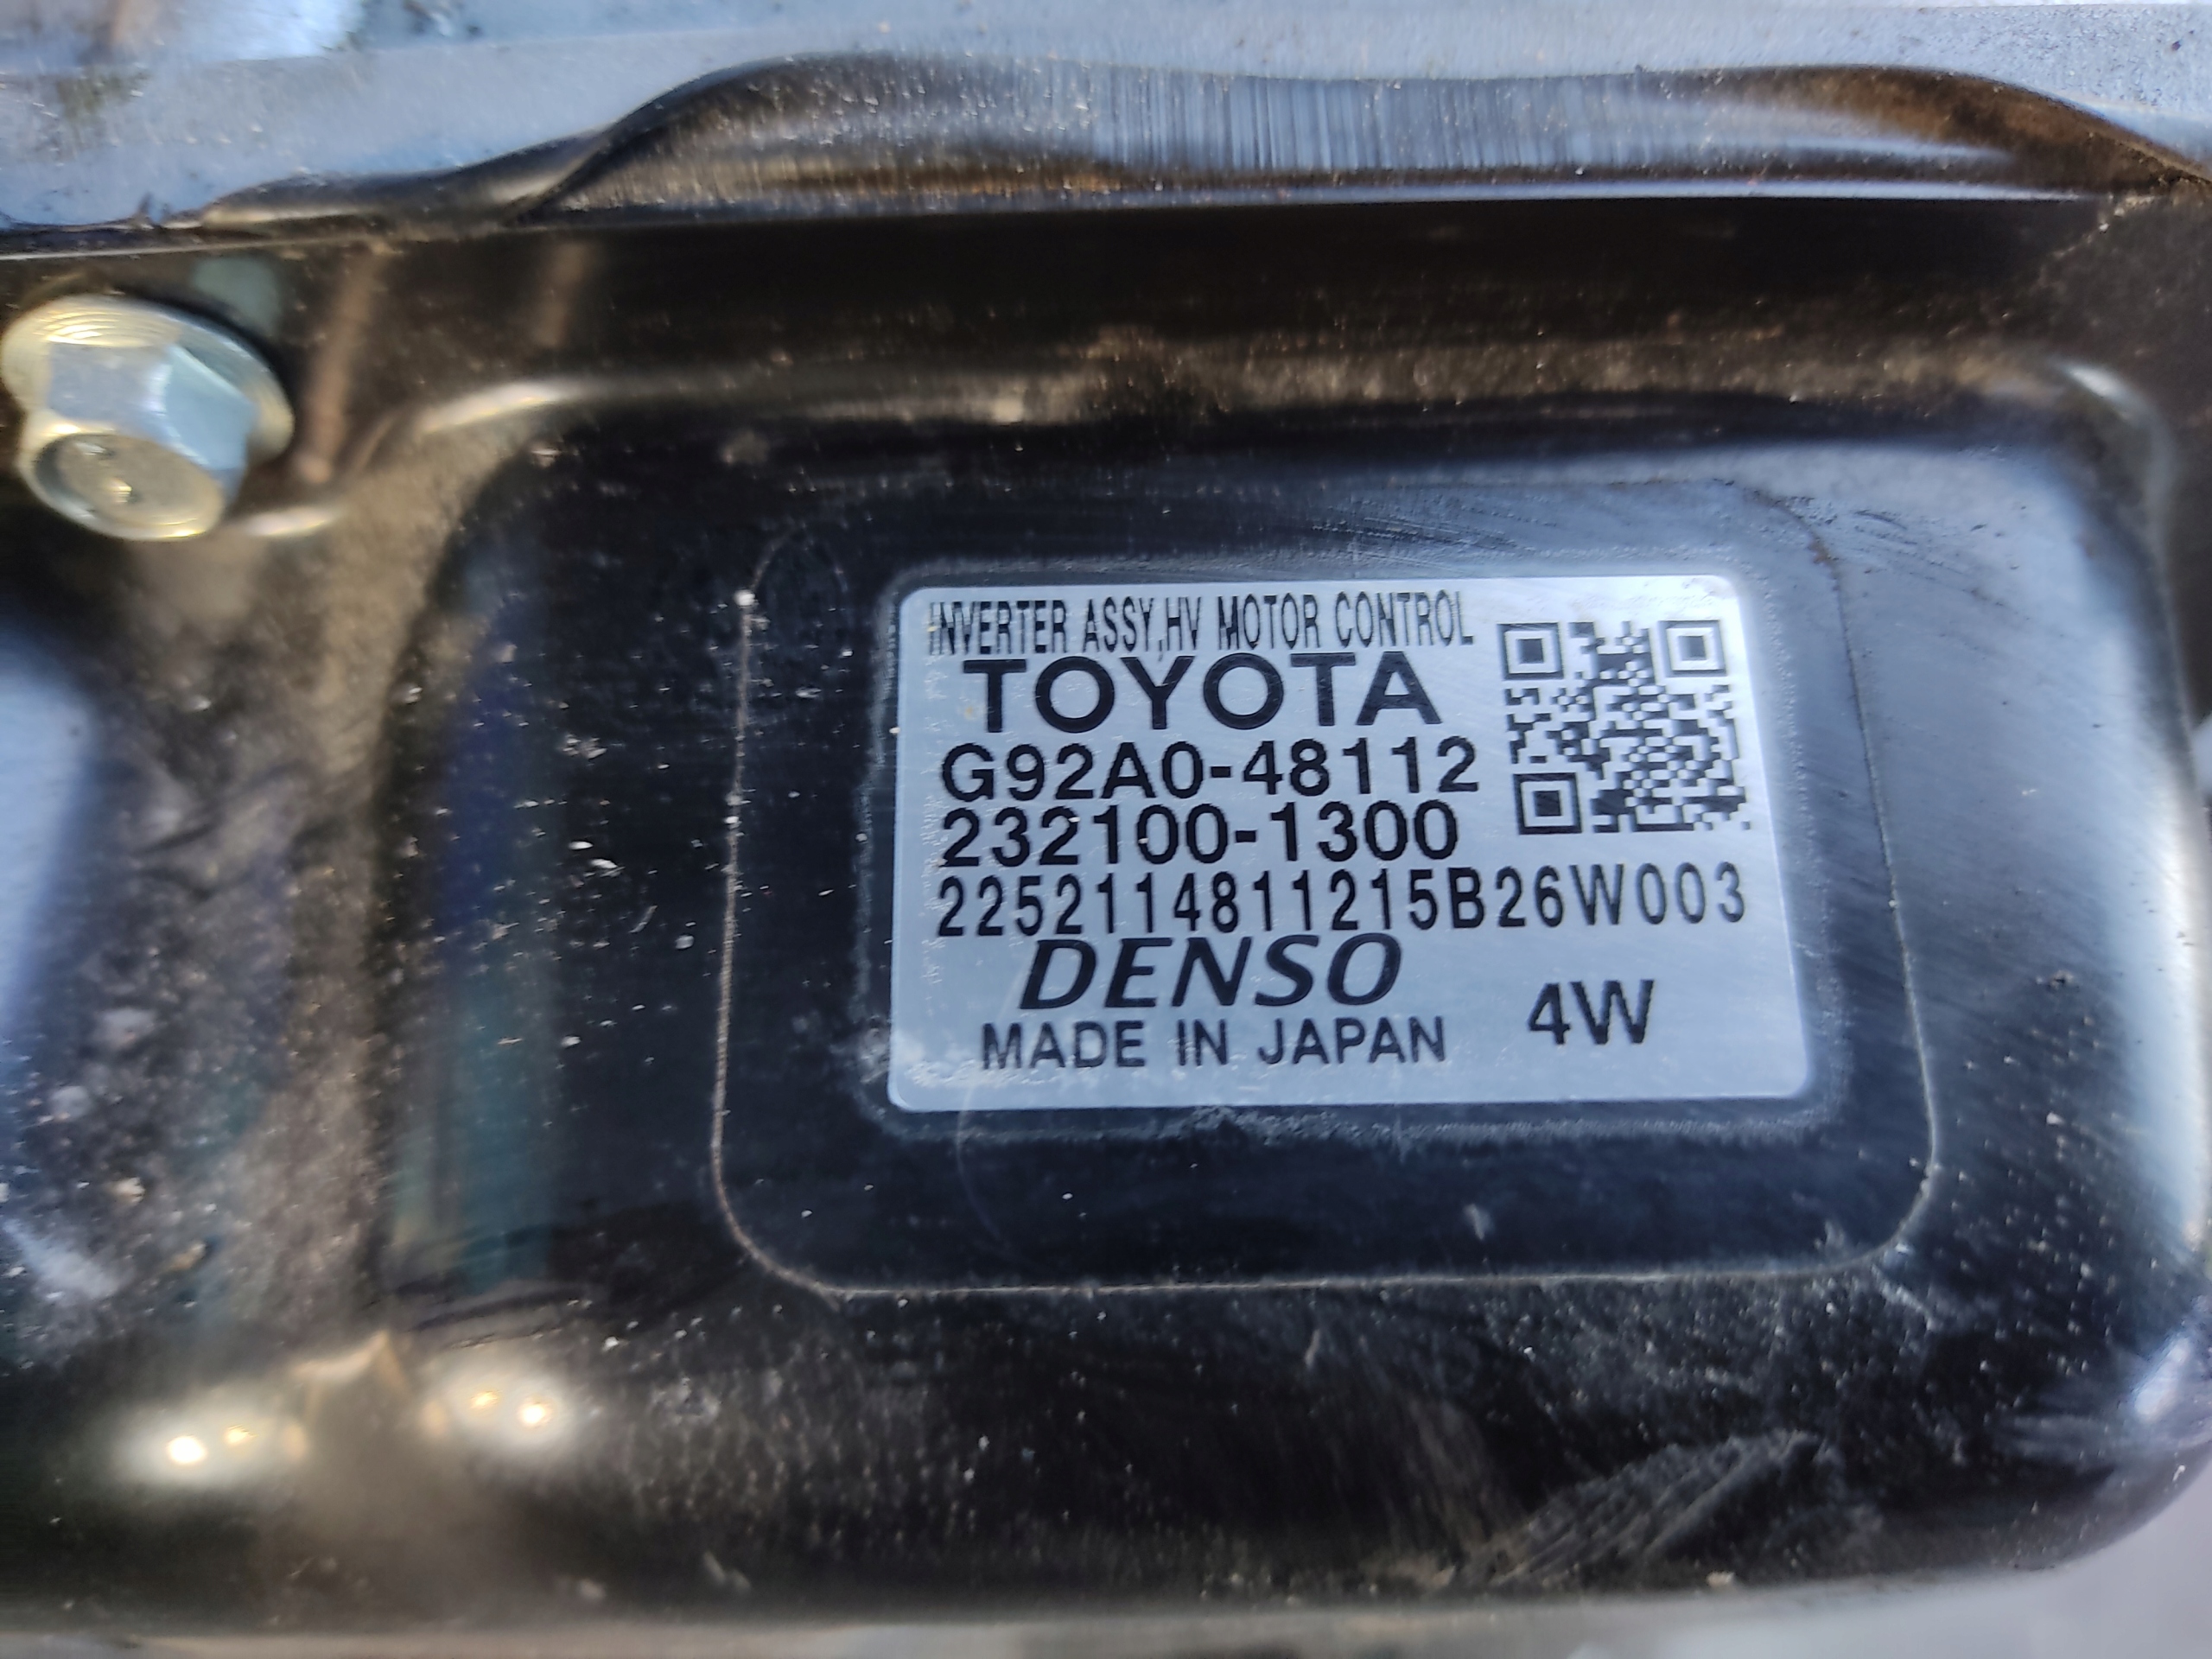 INVERTER ASSY,HV MOTOR CONTROL
TOYOTA
G92A0-48112
232100-1300
2252114811215B26W003
DENSO
MADE IN JAPAN 4W